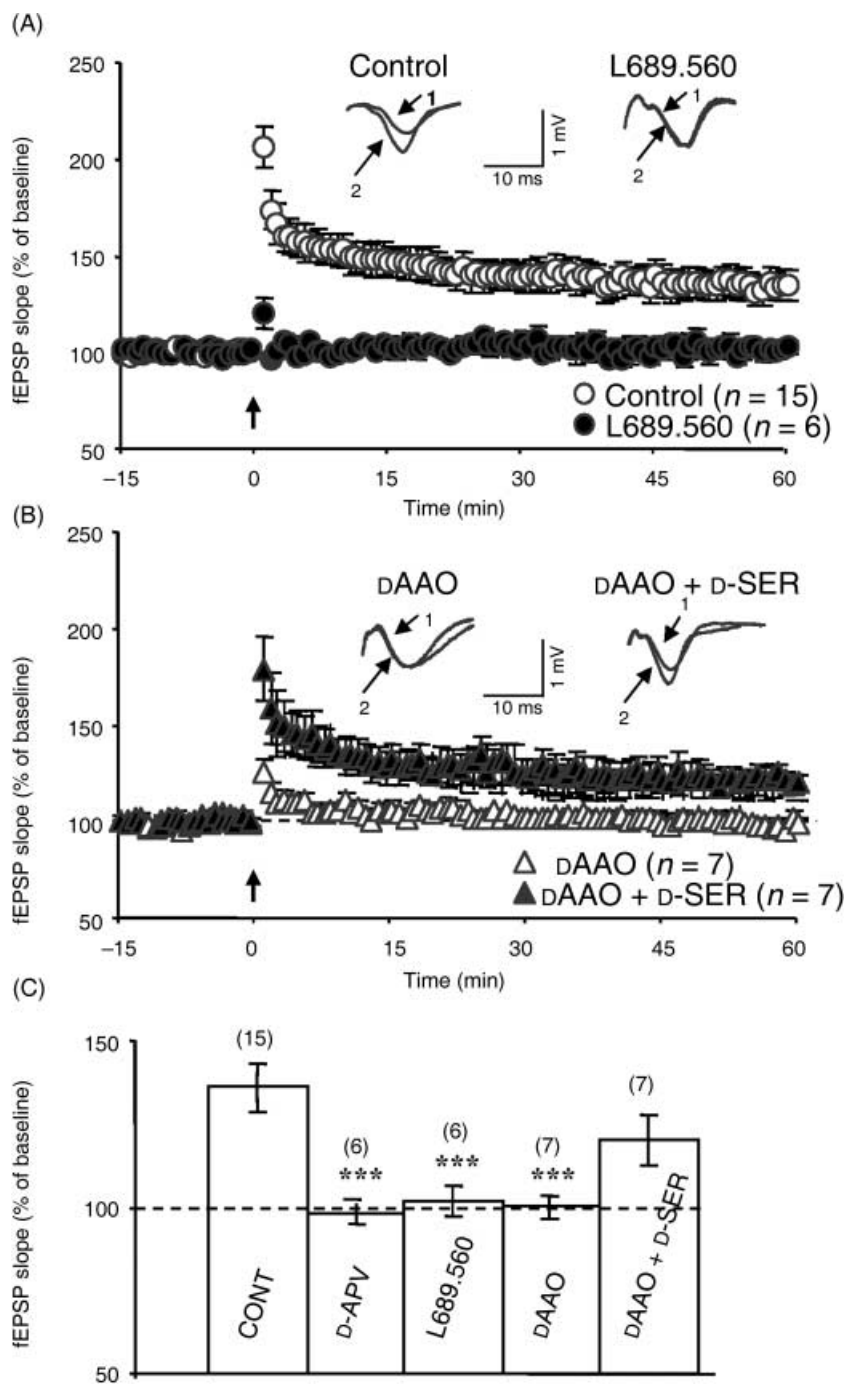 (A)
250
200
150
100
50
fEPSP slope (% of baseline)
Control
L689.560
1
2
1 mV
10 ms
1
2
Control (n = 15)
L689.560 (n = 6)
–15
0
15
30
45
60
Time (min)
(B)
250
200
150
100
50
fEPSP slope (% of baseline)
DAAO
DAAO + D-SER
1
2
1 mV
10 ms
1
2
DAAO (n = 7)
DAAO + D-SER (n = 7)
–15
0
15
30
45
60
Time (min)
(C)
150
100
50
fEPSP slope (% of baseline)
(15)
(6)
***
(6)
***
(7)
***
(7)
CONT
D-APV
L689.560
DAAO
DAAO + D-SER